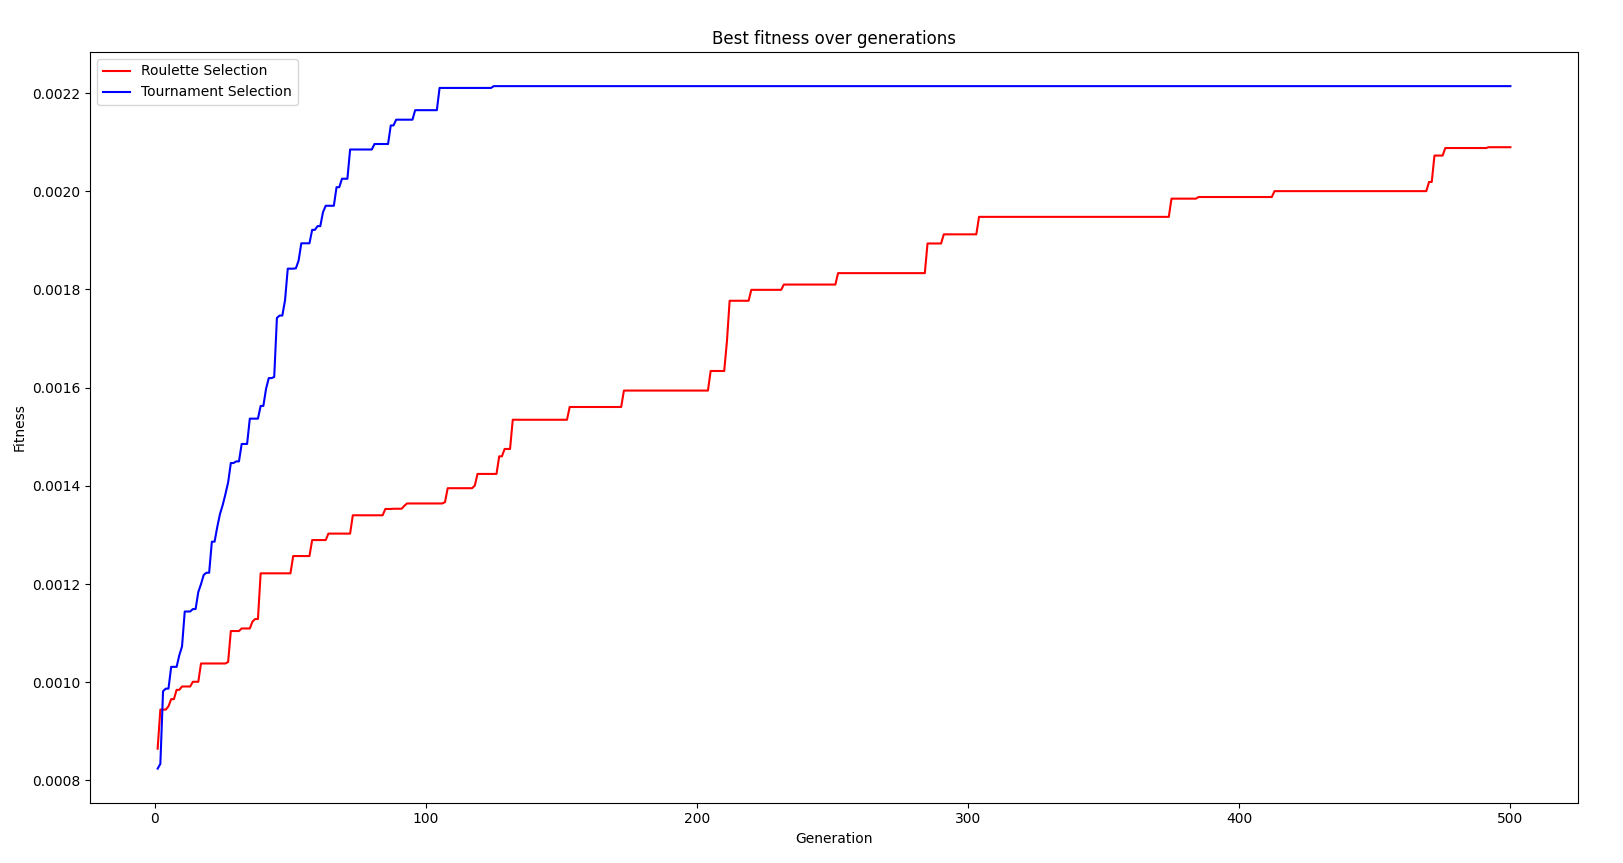 Best fitness over generations
Roulette Selection
Tournament Selection
0.0022
0.0020
0.0018
0.0016
0.0014
0.0012
0.0010
0.0008
Fitness
0 100 200 300 400 500
Generation